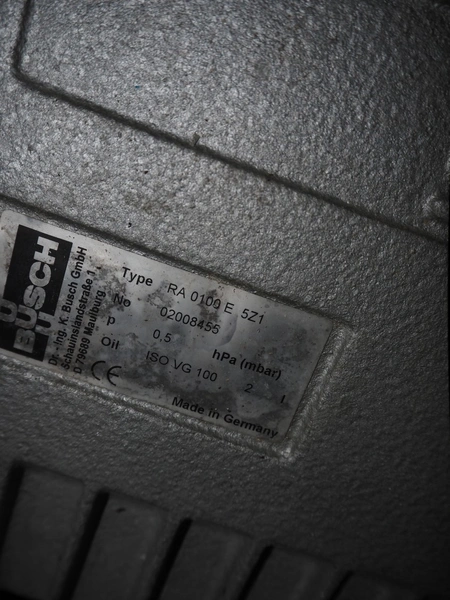 BUSCH
Dr.-Ing. K. Busch GmbH
Schauinslandstraße 1
D 79689 Maulburg
Type RA 0100 E 5Z1
No 02008455
p 0,5 hPa (mbar)
Oil ISO VG 100 2 l
CE
Made in Germany